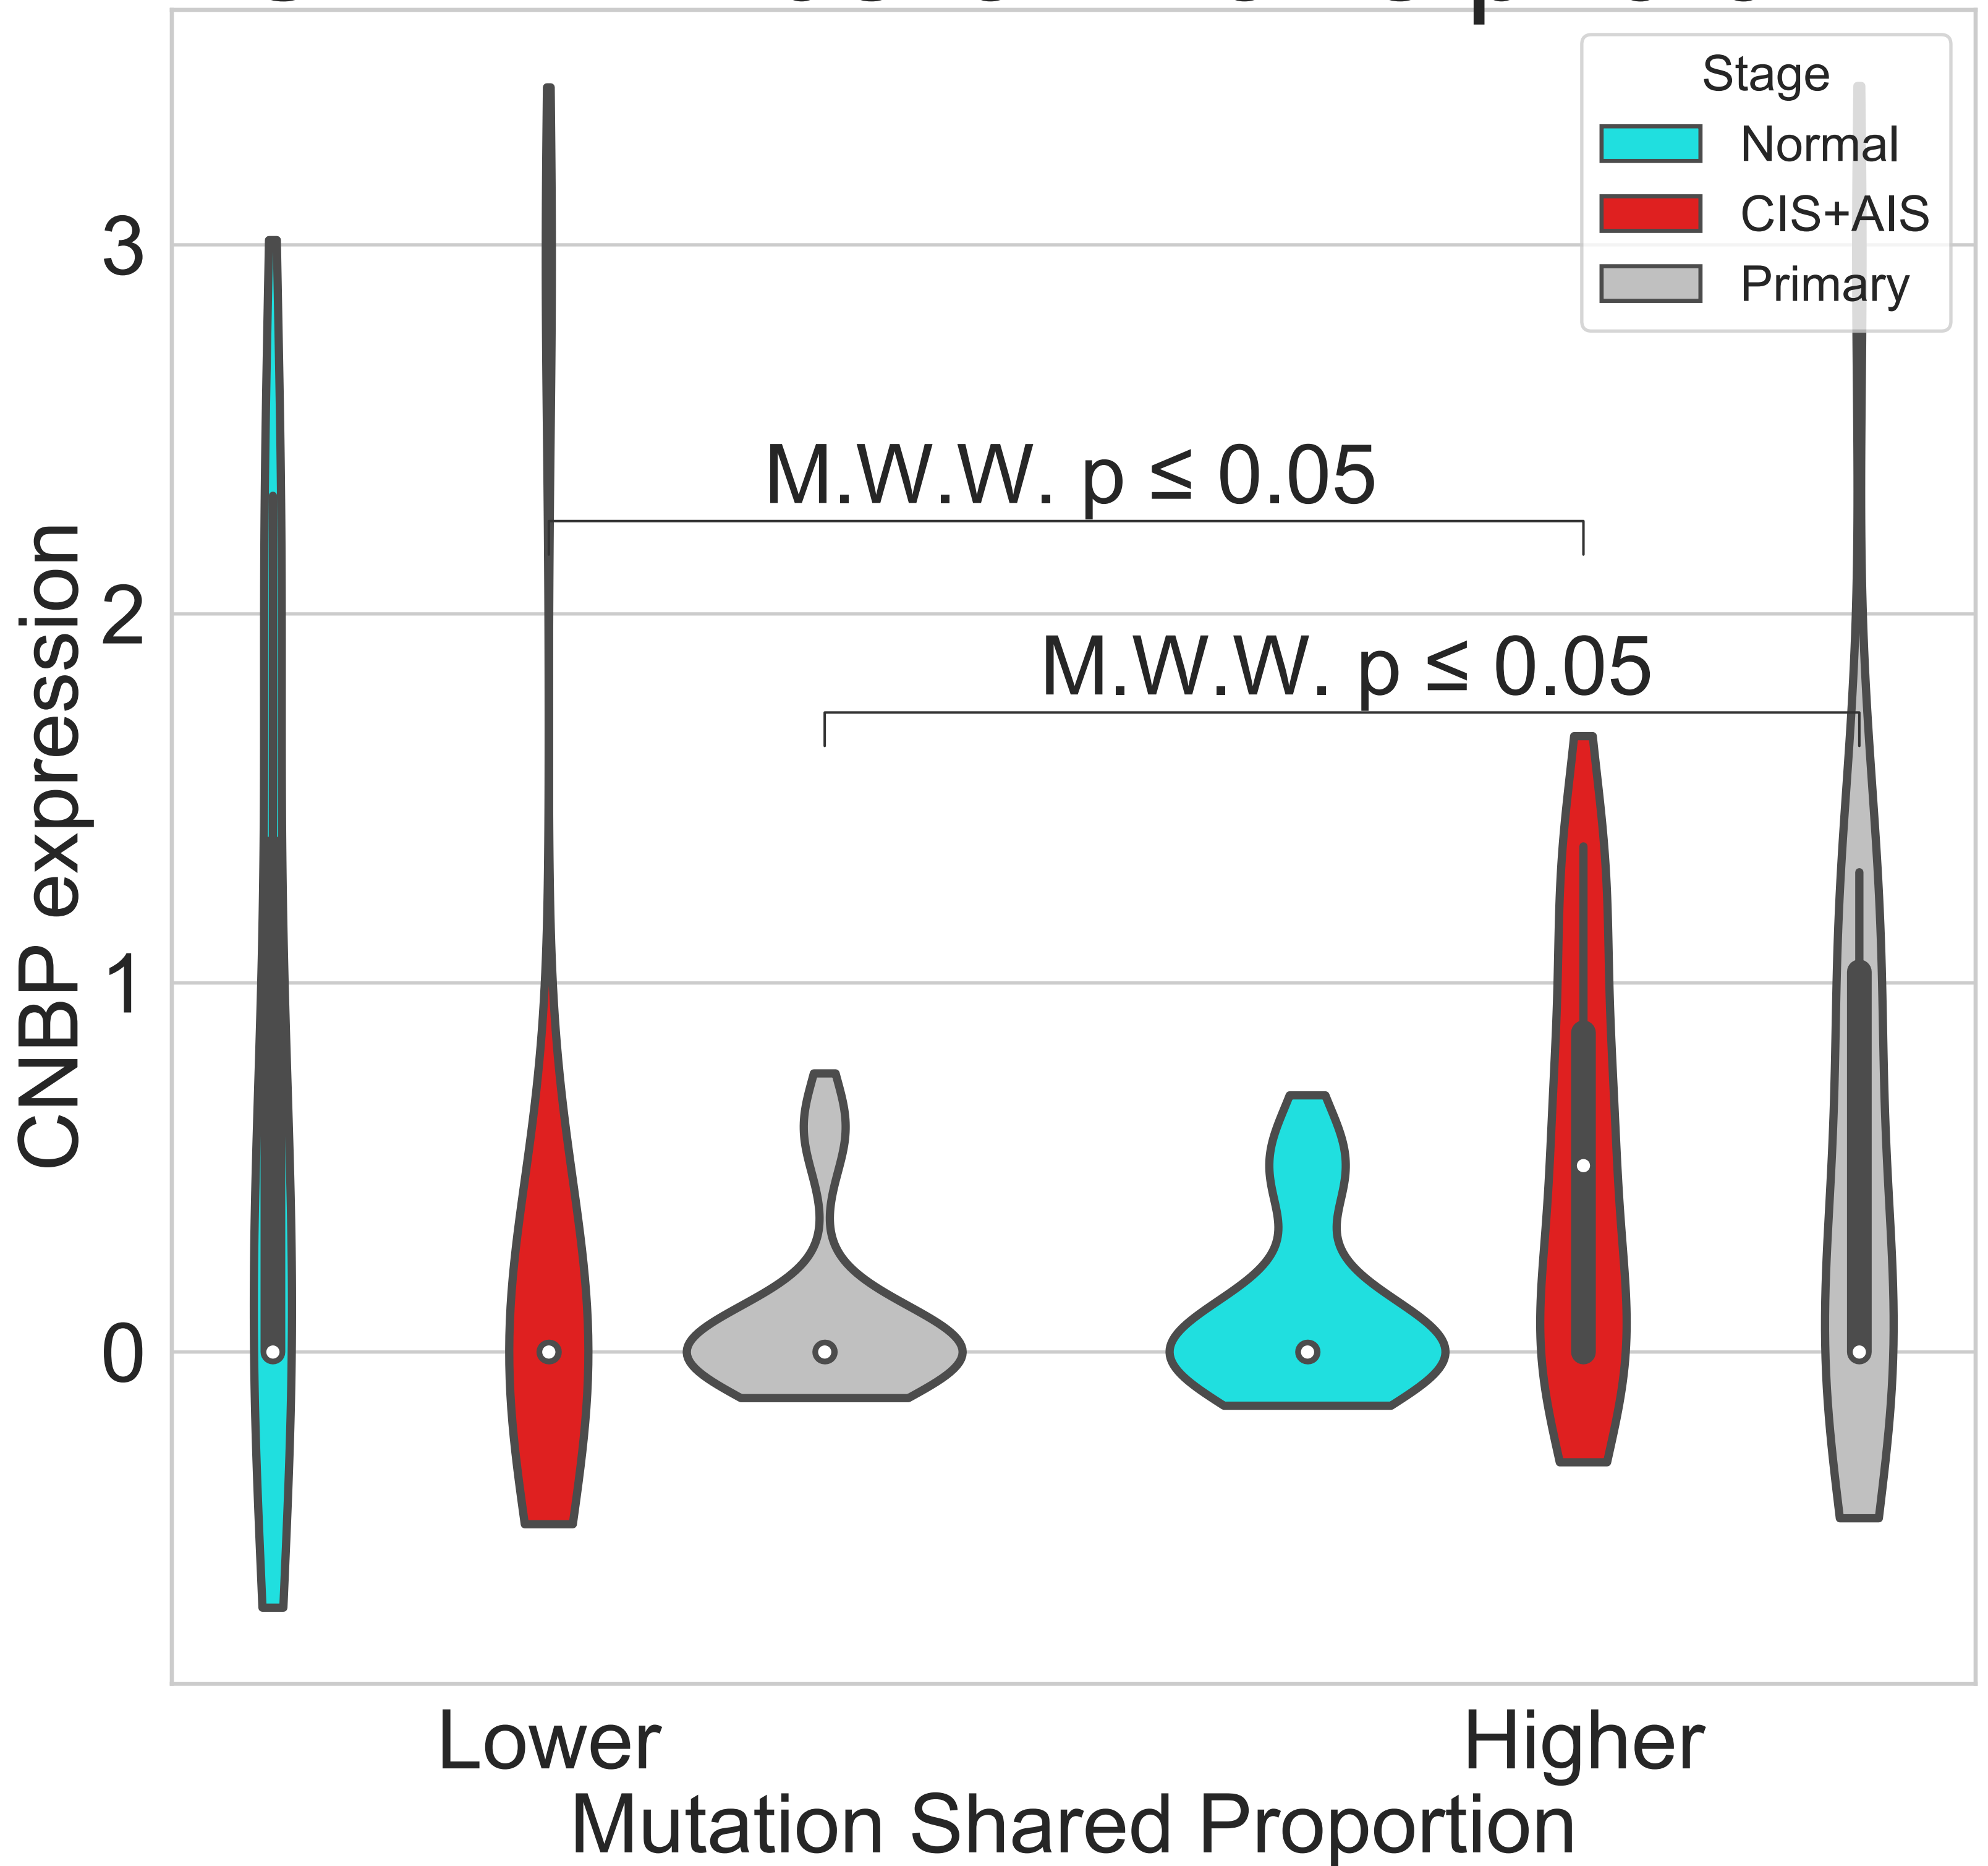 Stage
Normal
CIS+AIS
Primary
3
M.W.W. p ≤ 0.05
2
M.W.W. p ≤ 0.05
1
0
CNBP expression
Lower
Higher
Mutation Shared Proportion